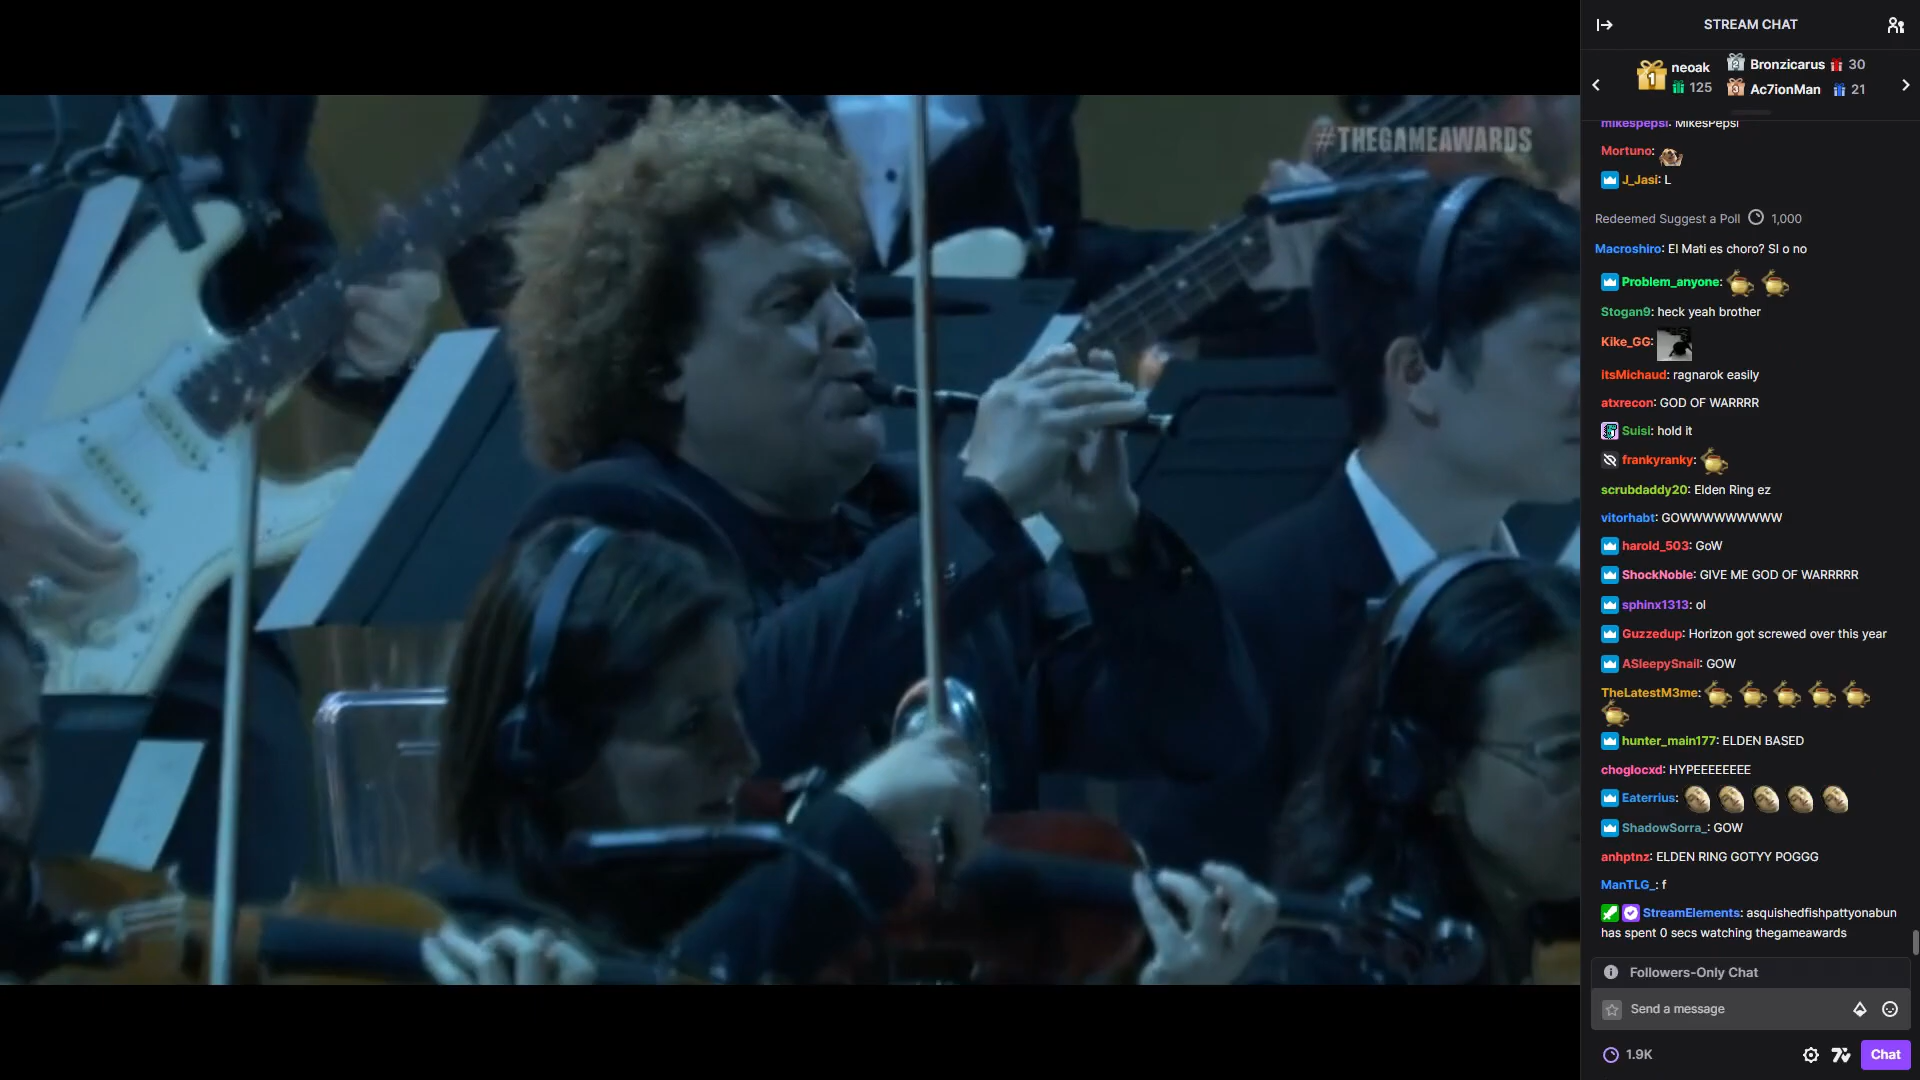 #THEGAMEAWARDS
STREAM CHAT
1 neoak
125
2 Bronzicarus 30
3 Ac7ionMan 21
mikespepsi: MikesPepsi
Mortuno:
J_Jasi: L
Redeemed Suggest a Poll 1,000
Macroshiro: El Mati es choro? SI o no
Problem_anyone:
Stogan9: heck yeah brother
Kike_GG:
itsMichaud: ragnarok easily
atxrecon: GOD OF WARRRR
Suisi: hold it
frankyranky:
scrubdaddy20: Elden Ring ez
vitorhabt: GOWWWWWWWWW
harold_503: GoW
ShockNoble: GIVE ME GOD OF WARRRRR
sphinx1313: ol
Guzzedup: Horizon got screwed over this year
ASleepySnail: GOW
TheLatestM3me:
hunter_main177: ELDEN BASED
choglocxd: HYPEEEEEEEE
Eaterrius:
ShadowSorra_: GOW
anhptnz: ELDEN RING GOTYY POGGG
ManTLG_: f
StreamElements: asquishedfishpattyonabun
has spent 0 secs watching thegameawards
Followers-Only Chat
Send a message
1.9K
Chat